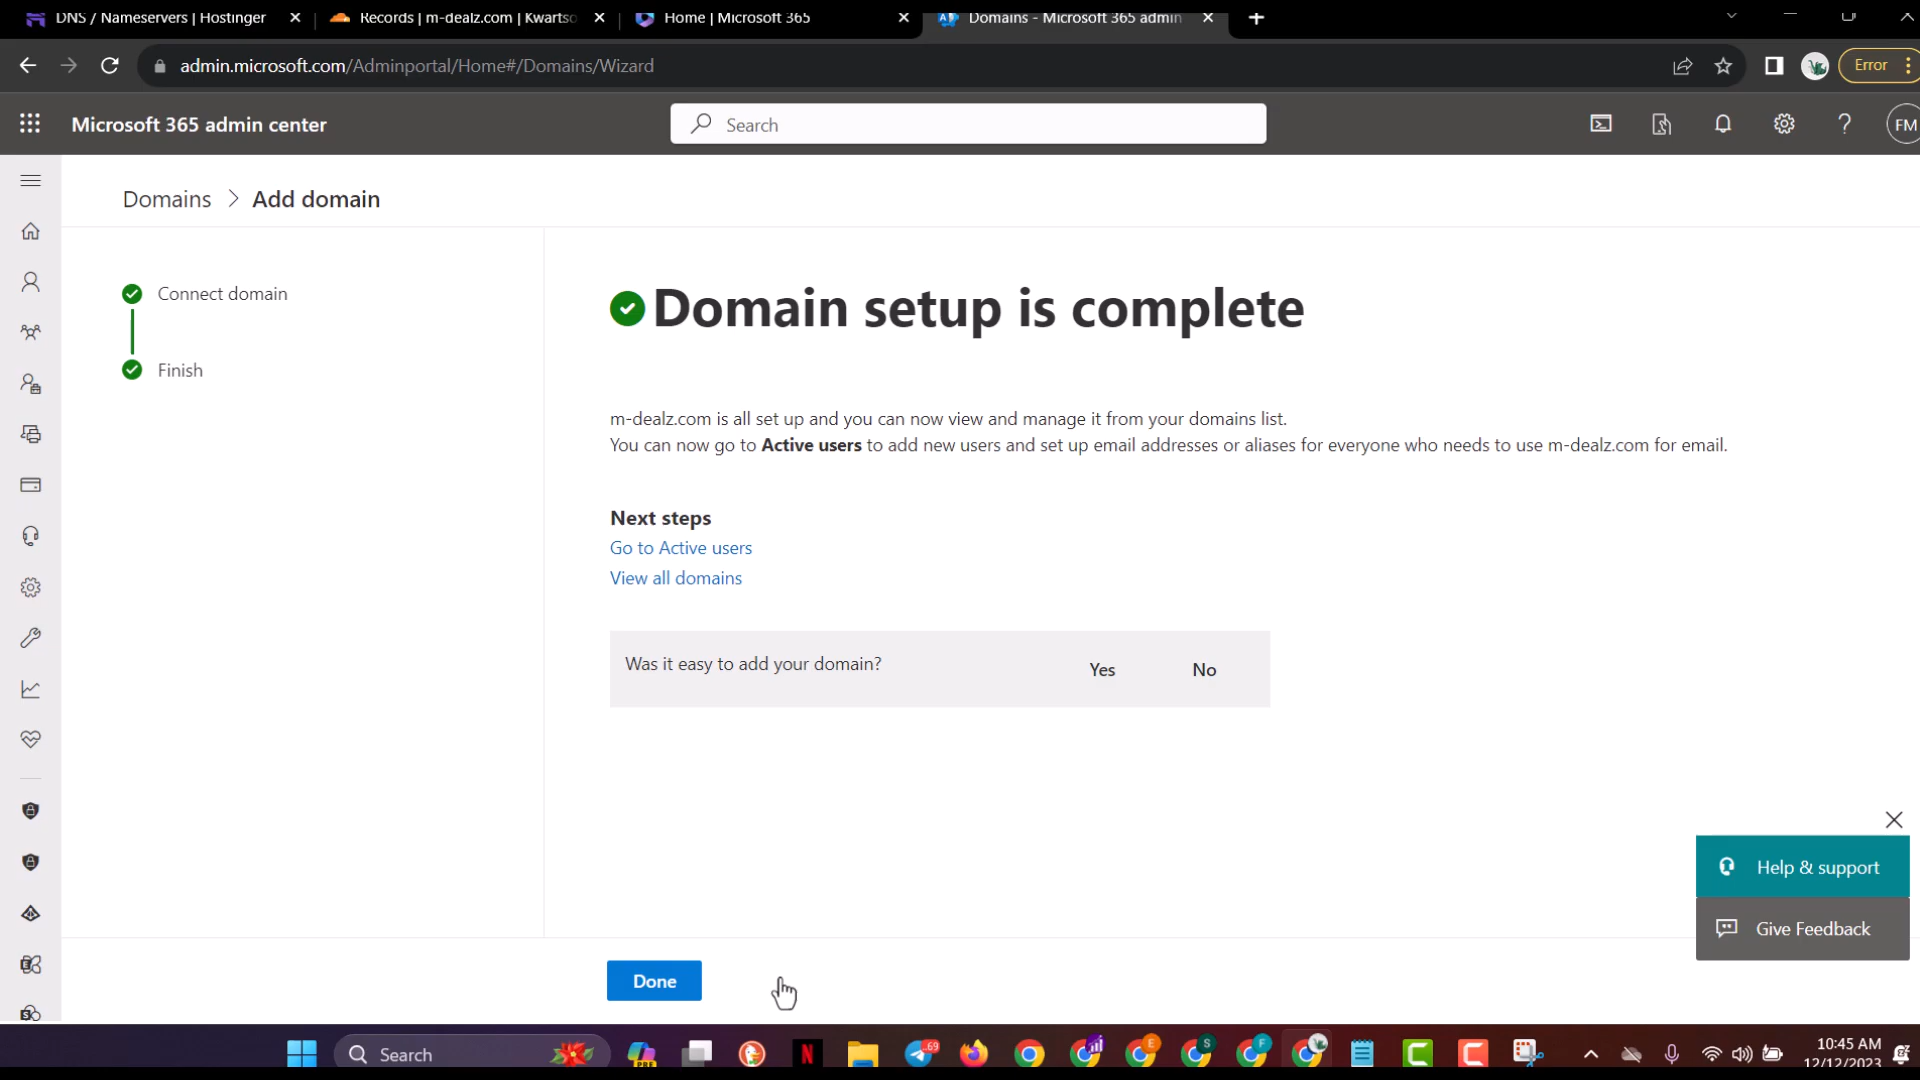 DNS / Nameservers | Hostinger
Records | m-dealz.com | Kwartso
Home | Microsoft 365
Domains - Microsoft 365 admin
admin.microsoft.com/Adminportal/Home#/Domains/Wizard
Error
Microsoft 365 admin center
Search
FM
Domains > Add domain
Connect domain
Finish
Domain setup is complete
m-dealz.com is all set up and you can now view and manage it from your domains list.
You can now go to Active users to add new users and set up email addresses or aliases for everyone who needs to use m-dealz.com for email.
Next steps
Go to Active users
View all domains
Was it easy to add your domain?
Yes
No
Help & support
Give Feedback
Done
Search
PRE
69
E
S
F
10:45 AM
12/12/2023